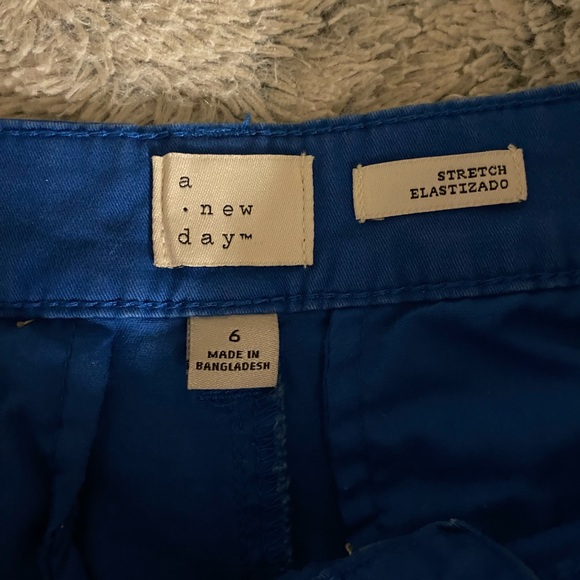 a
· new
day™
STRETCH
ELASTIZADO
6
MADE IN
BANGLADESH